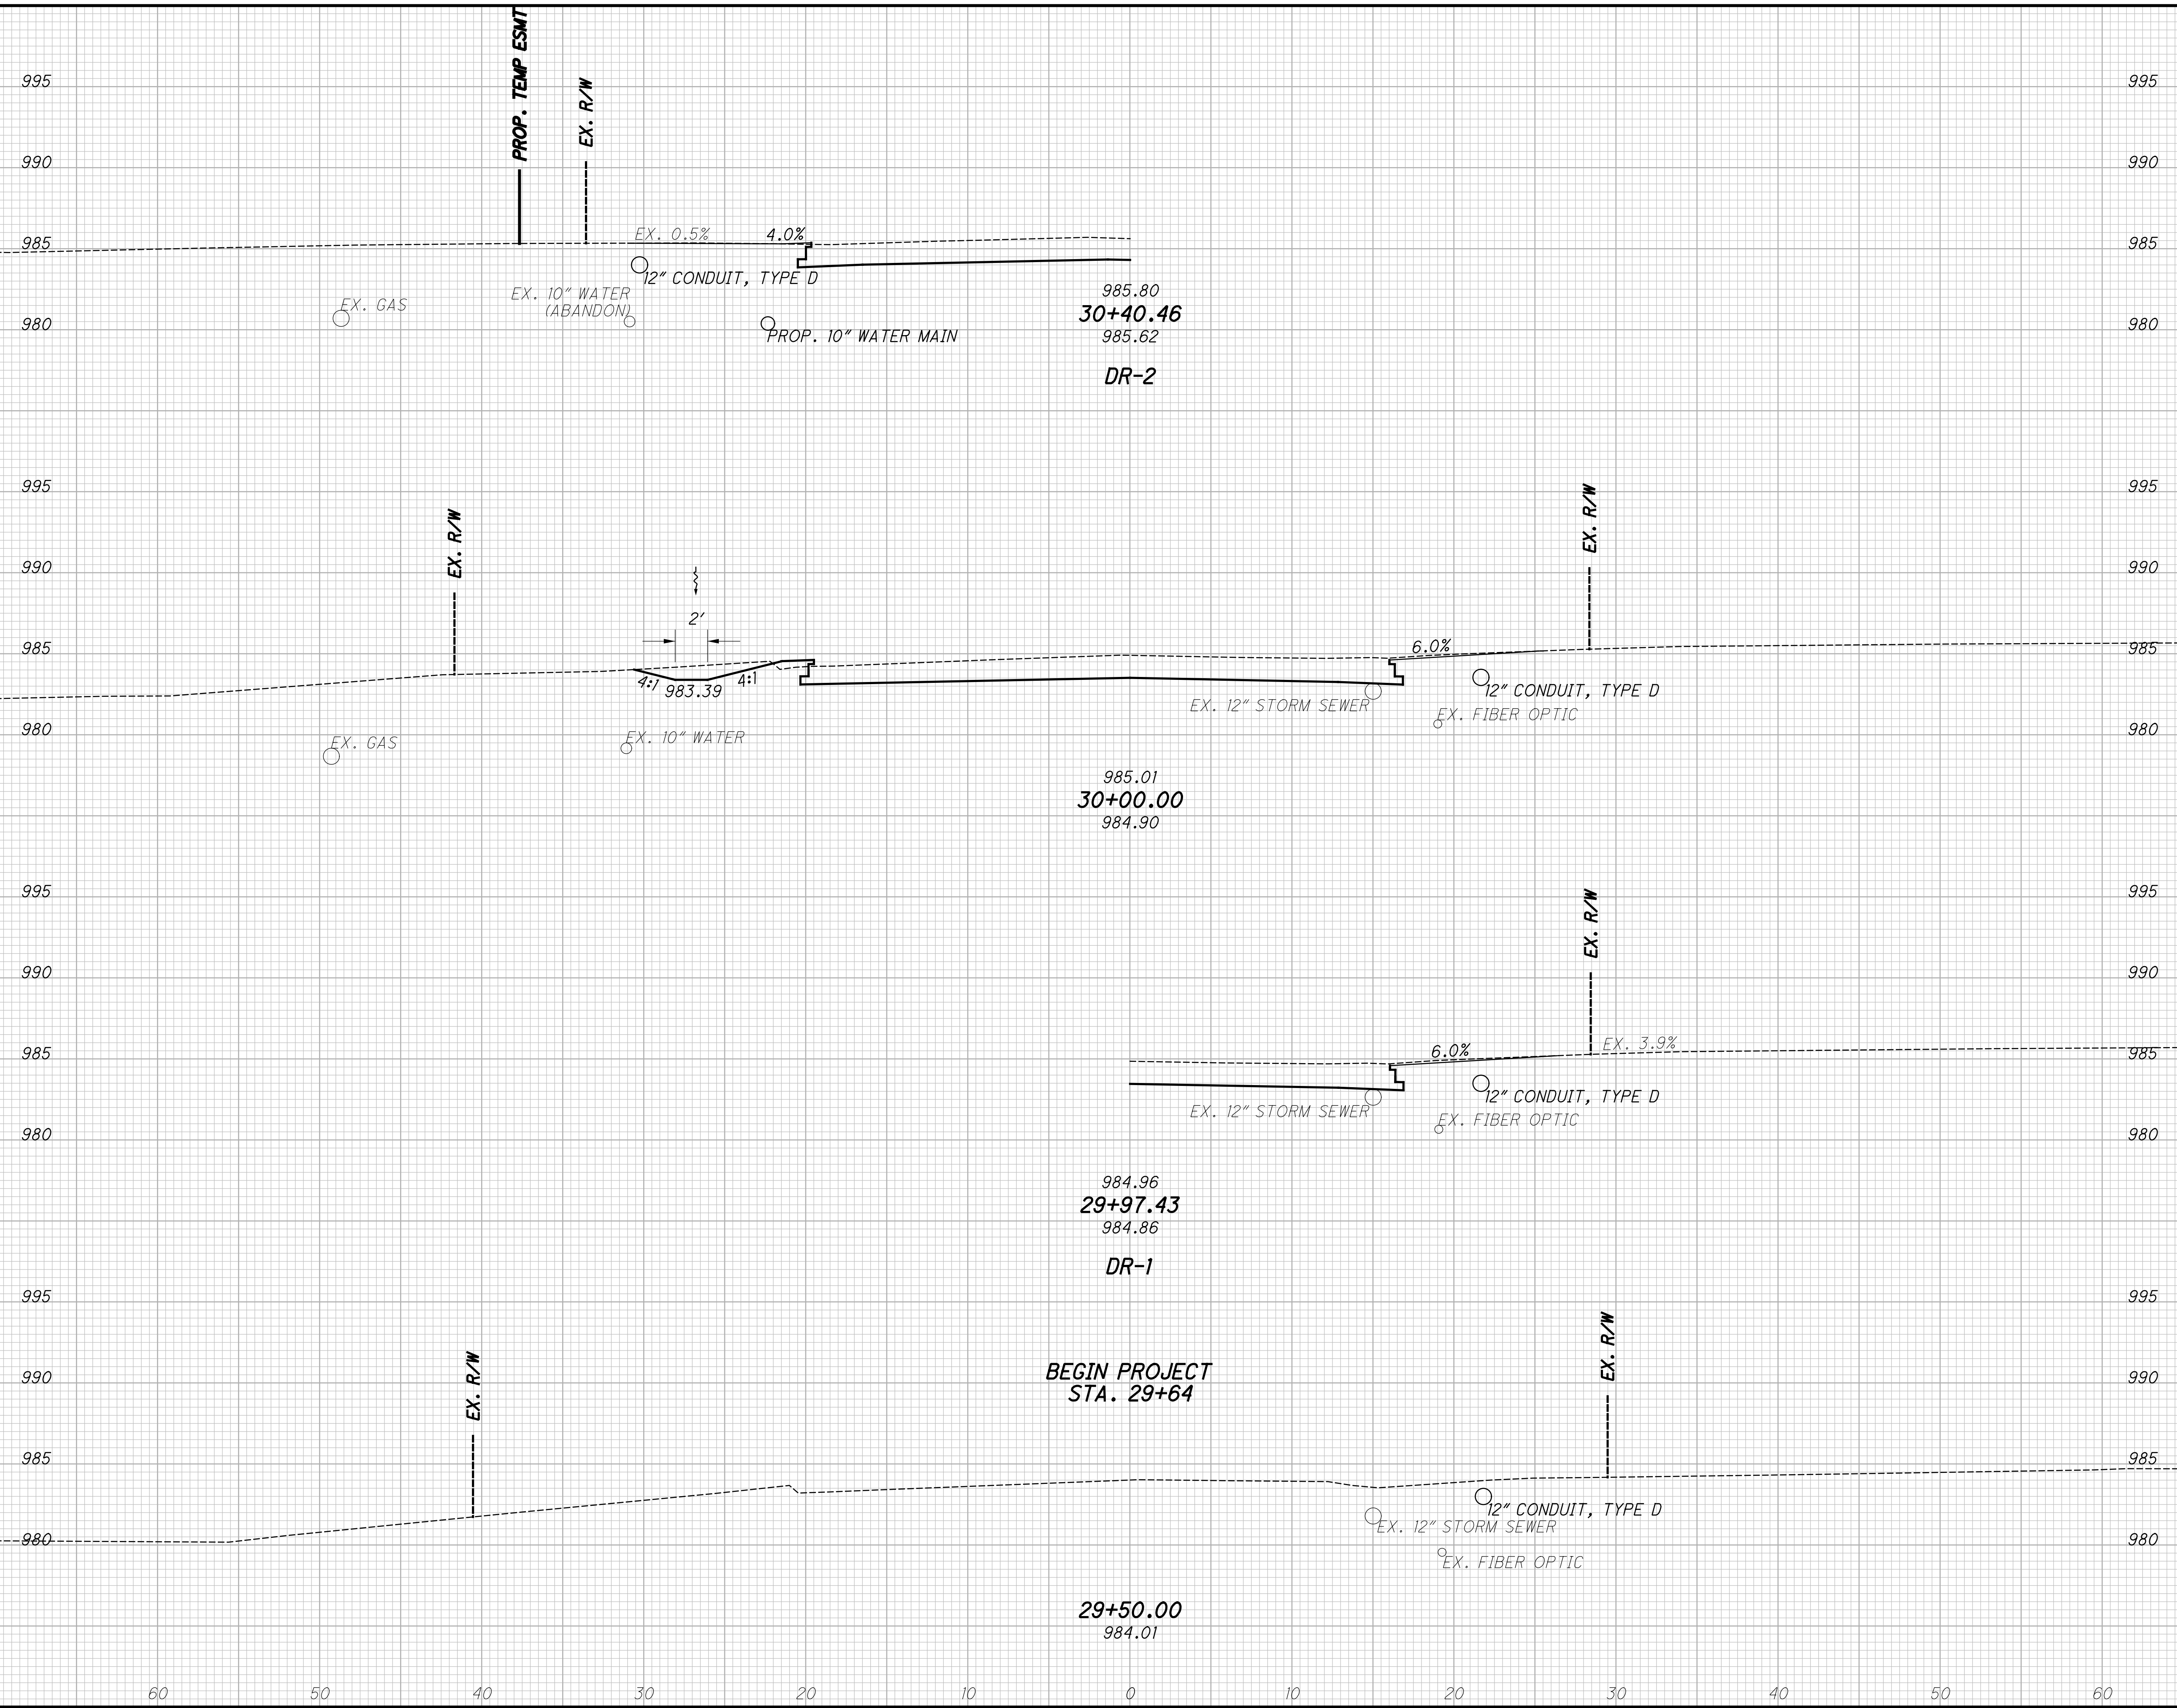 PROP. TEMP ESMT
EX. R/W
995 995
990 990
985 985
EX. 0.5% 4.0%
12" CONDUIT, TYPE D
EX. 10" WATER
(ABANDON)
EX. GAS
980 980
PROP. 10" WATER MAIN
985.80
30+40.46
985.62
DR-2
995 995
EX. R/W
EX. R/W
990 990
2'
985 985
6.0%
4:1 983.39 4:1
12" CONDUIT, TYPE D
EX. 12" STORM SEWER
EX. FIBER OPTIC
980 980
EX. GAS
EX. 10" WATER
985.01
30+00.00
984.90
995 995
EX. R/W
990 990
985 985
6.0%
EX. 3.9%
12" CONDUIT, TYPE D
EX. 12" STORM SEWER
EX. FIBER OPTIC
980 980
984.96
29+97.43
984.86
DR-1
995 995
EX. R/W
EX. R/W
990 990
BEGIN PROJECT
STA. 29+64
985 985
12" CONDUIT, TYPE D
EX. 12" STORM SEWER
980 980
EX. FIBER OPTIC
29+50.00
984.01
60 50 40 30 20 10 0 10 20 30 40 50 60